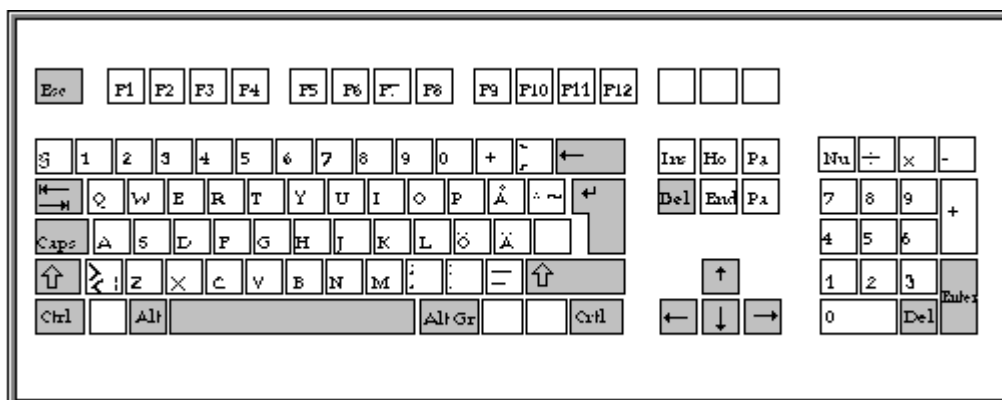 Esc F1 F2 F3 F4 F5 F6 F7 F8 F9 F10 F11 F12
§ 1 2 3 4 5 6 7 8 9 0 + ← Ins Ho Pa Nu ÷ × -
Q W E R T Y U I O P Å ¨ ~ ↵ Del End Pa 7 8 9 +
Caps A S D F G H J K L Ö Ä 4 5 6
⇧ > < | Z X C V B N M ; : — ⇧ ↑ 1 2 3 Enter
Ctrl Alt Alt Gr Crtl ← ↓ → 0 Del